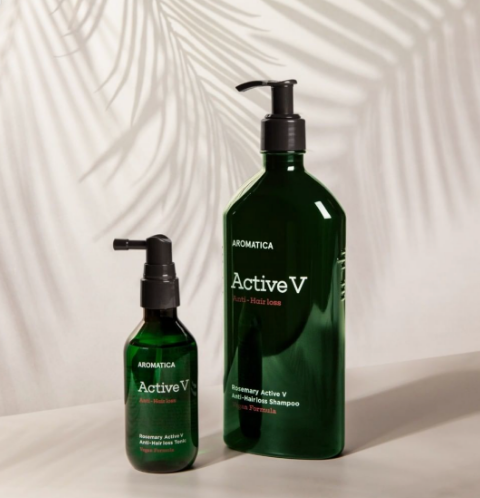 AROMATICA
Active V
Anti-Hair loss
Rosemary Active V
Anti-Hair loss Tonic
Vegan Formula
AROMATICA
Active V
Anti-Hair loss
Rosemary Active V
Anti-Hairloss Shampoo
Vegan Formula